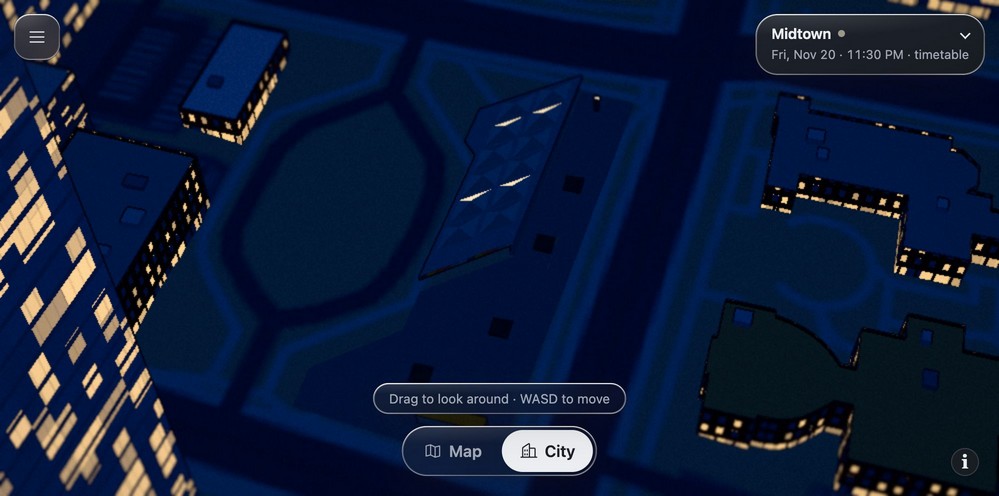 Midtown
Fri, Nov 20 · 11:30 PM · timetable
Drag to look around · WASD to move
Map
City
i